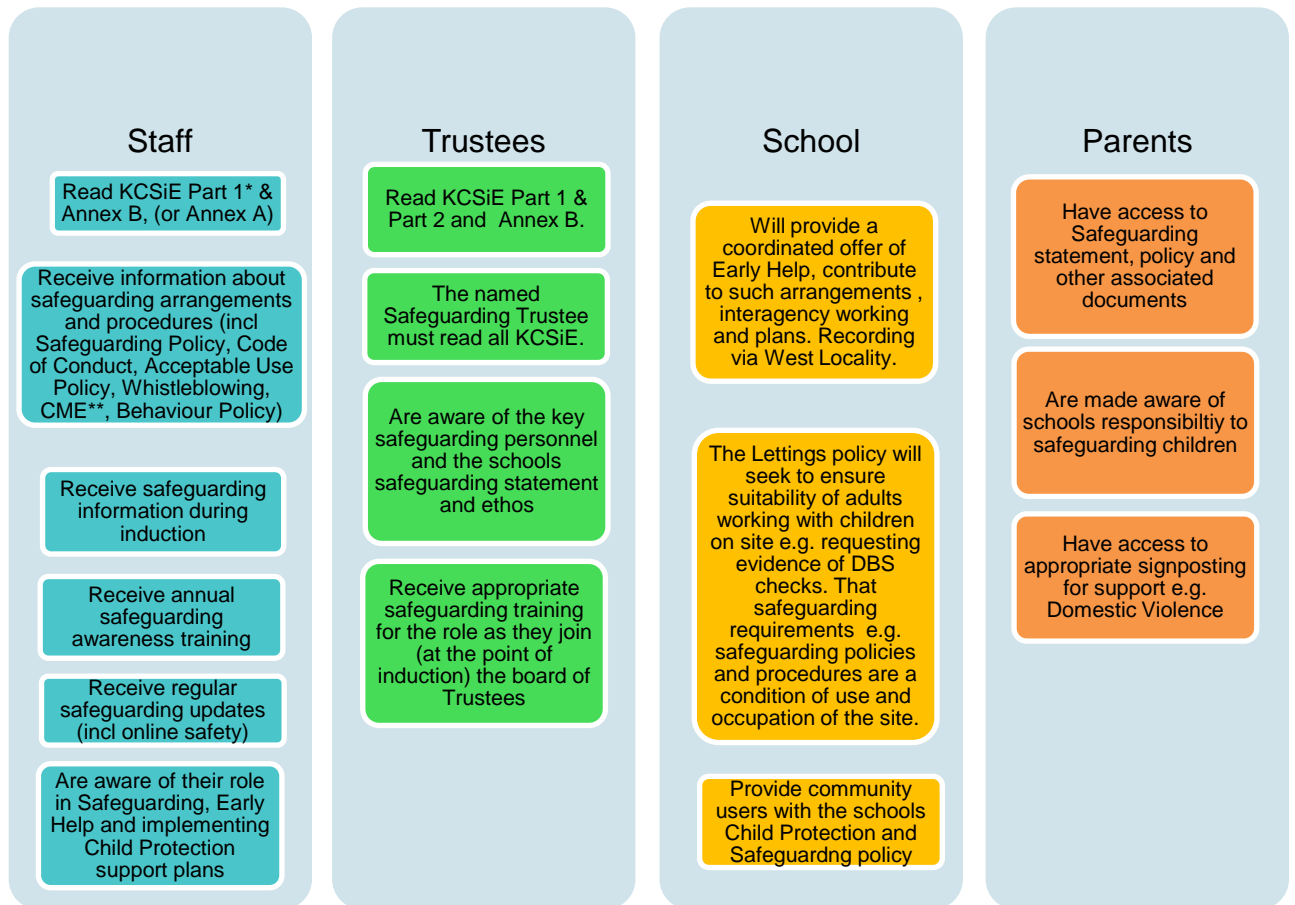 Staff
Read KCSiE Part 1* &
Annex B, (or Annex A)
Receive information about
safeguarding arrangements
and procedures (incl
Safeguarding Policy, Code
of Conduct, Acceptable Use
Policy, Whistleblowing,
CME**, Behaviour Policy)
Receive safeguarding
information during
induction
Receive annual
safeguarding
awareness training
Receive regular
safeguarding updates
(incl online safety)
Are aware of their role
in Safeguarding, Early
Help and implementing
Child Protection
support plans
Trustees
Read KCSiE Part 1 &
Part 2 and  Annex B.
The named
Safeguarding Trustee
must read all KCSiE.
Are aware of the key
safeguarding personnel
and the schools
safeguarding statement
and ethos
Receive appropriate
safeguarding training
for the role as they join
(at the point of
induction) the board of
Trustees
School
Will provide a
coordinated offer of
Early Help, contribute
to such arrangements ,
interagency working
and plans. Recording
via West Locality.
The Lettings policy will
seek to ensure
suitability of adults
working with children
on site e.g. requesting
evidence of DBS
checks. That
safeguarding
requirements  e.g.
safeguarding policies
and procedures are a
condition of use and
occupation of the site.
Provide community
users with the schools
Child Protection and
Safeguardng policy
Parents
Have access to
Safeguarding
statement, policy and
other associated
documents
Are made aware of
schools responsibiltiy to
safeguarding children
Have access to
appropriate signposting
for support e.g.
Domestic Violence